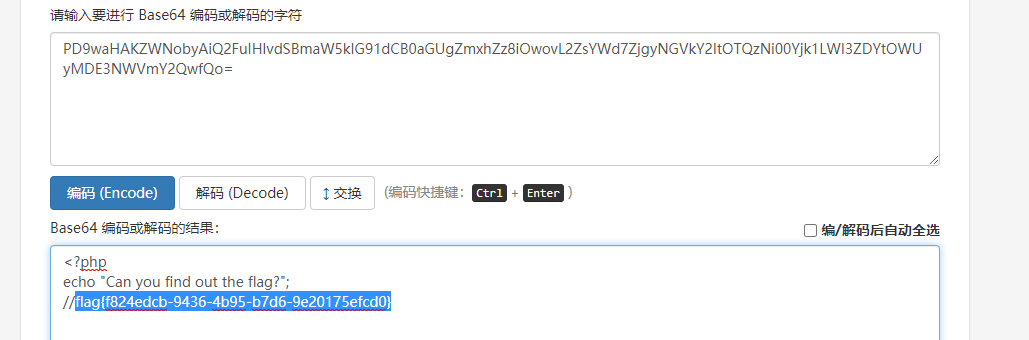 请输入要进行 Base64 编码或解码的字符
PD9waHAKZWNobyAiQ2FuIHlvdSBmaW5kIG91dCB0aGUgZmxhZz8iOwovL2ZsYWd7ZjgyNGVkY2ItOTQzNi00Yjk1LWI3ZDYtOWU
yMDE3NWVmY2QwfQo=
编码 (Encode) 解码 (Decode) ↕ 交换 (编码快捷键： Ctrl + Enter )
Base64 编码或解码的结果： 编/解码后自动全选
<?php
echo "Can you find out the flag?";
//flag{f824edcb-9436-4b95-b7d6-9e20175efcd0}